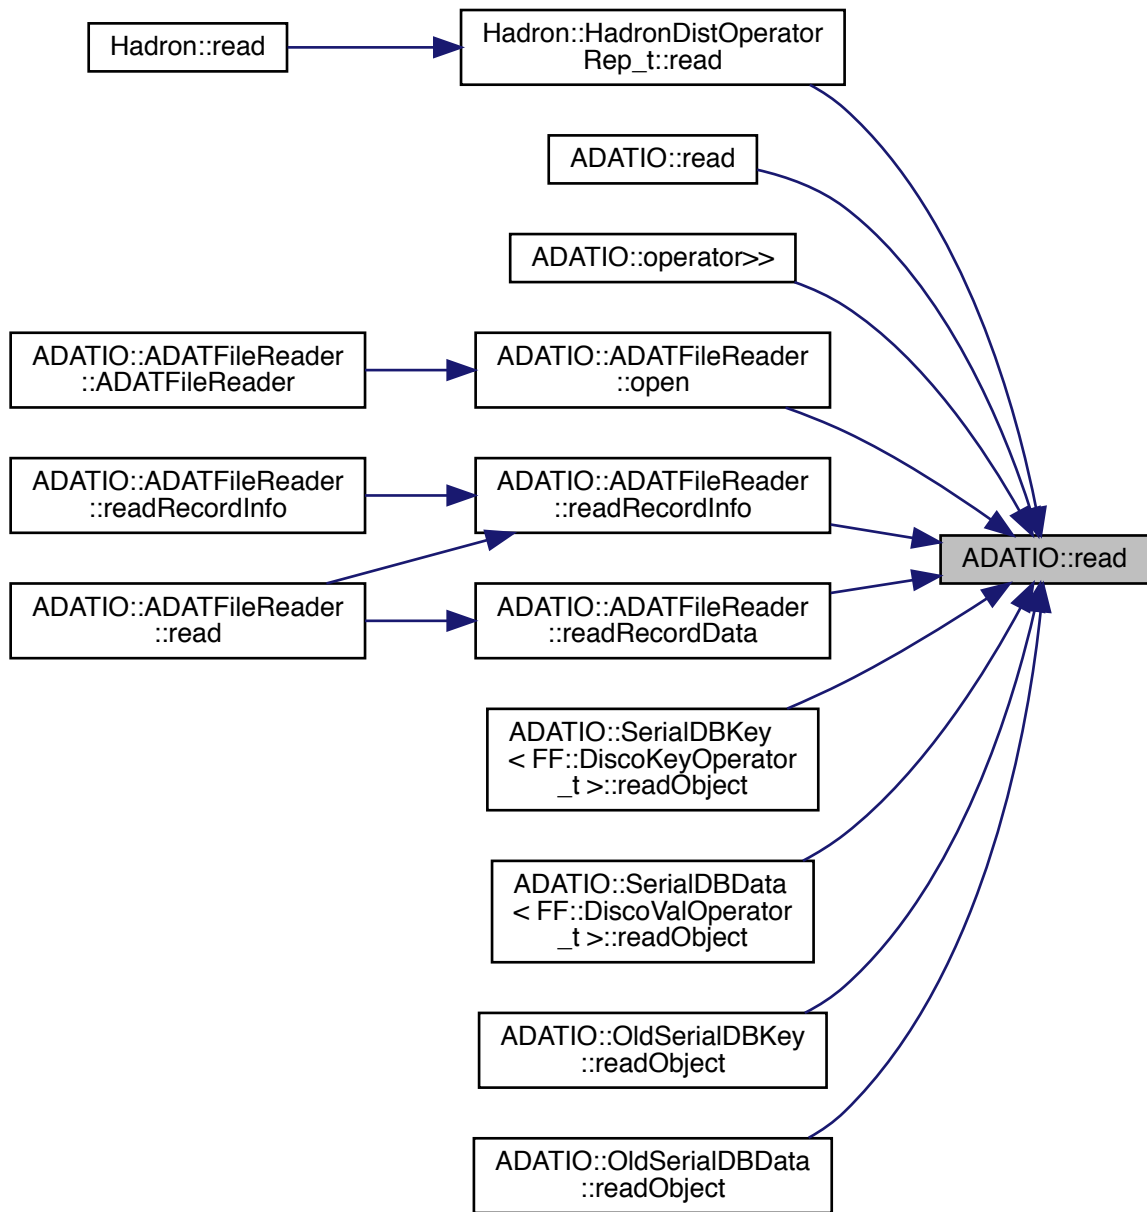 Hadron::read
Hadron::HadronDistOperator
Rep_t::read
ADATIO::read
ADATIO::operator>>
ADATIO::ADATFileReader
::ADATFileReader
ADATIO::ADATFileReader
::open
ADATIO::ADATFileReader
::readRecordInfo
ADATIO::ADATFileReader
::readRecordInfo
ADATIO::read
ADATIO::ADATFileReader
::read
ADATIO::ADATFileReader
::readRecordData
ADATIO::SerialDBKey
< FF::DiscoKeyOperator
_t >::readObject
ADATIO::SerialDBData
< FF::DiscoValOperator
_t >::readObject
ADATIO::OldSerialDBKey
::readObject
ADATIO::OldSerialDBData
::readObject